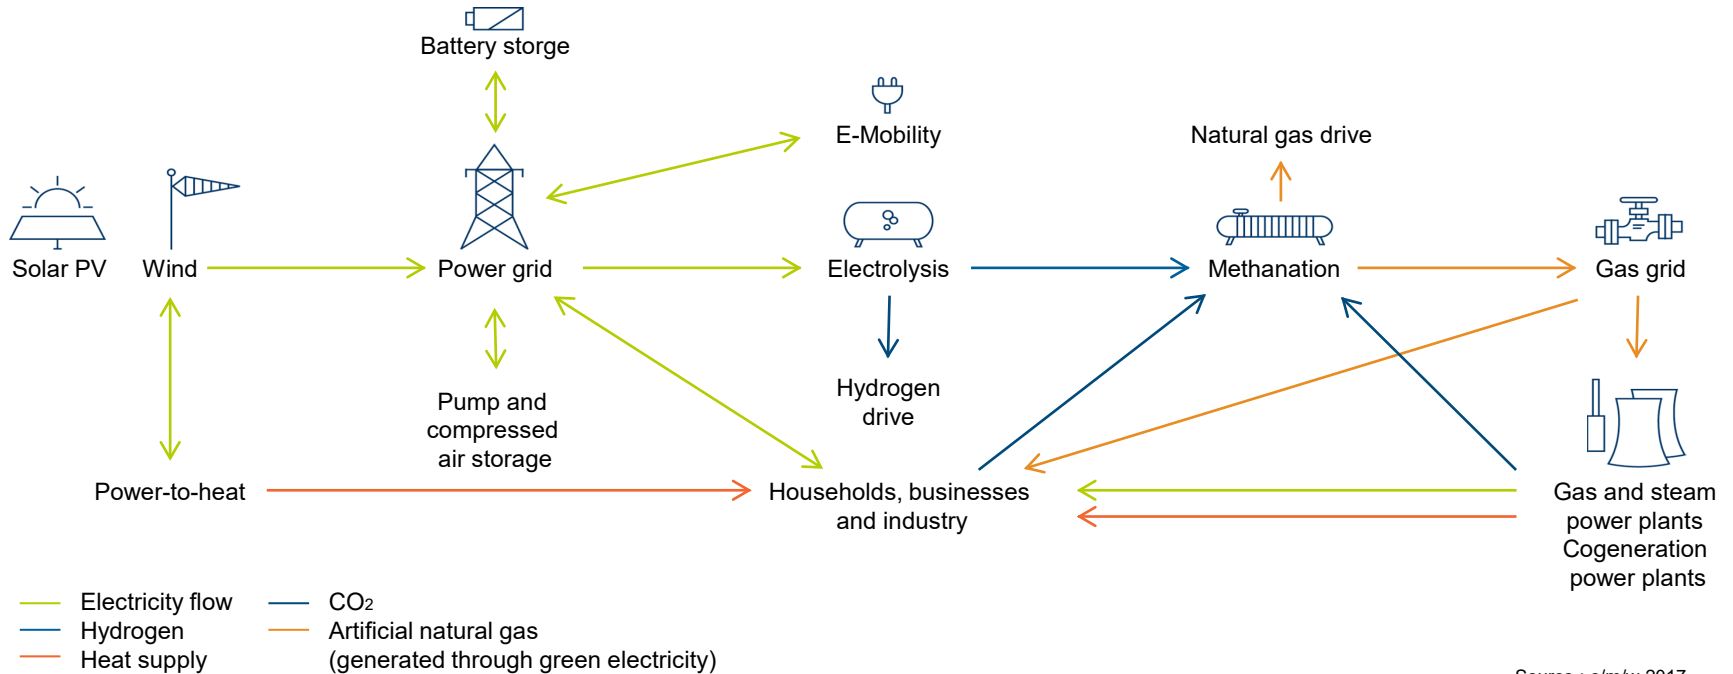 Battery storge
E-Mobility
Natural gas drive
Solar PV
Wind
Power grid
Electrolysis
Methanation
Gas grid
Pump and
compressed
air storage
Hydrogen
drive
Power-to-heat
Households, businesses
and industry
Gas and steam
power plants
Cogeneration
power plants
Electricity flow
Hydrogen
Heat supply
CO2
Artificial natural gas
(generated through green electricity)
Source : e/m/w 2017